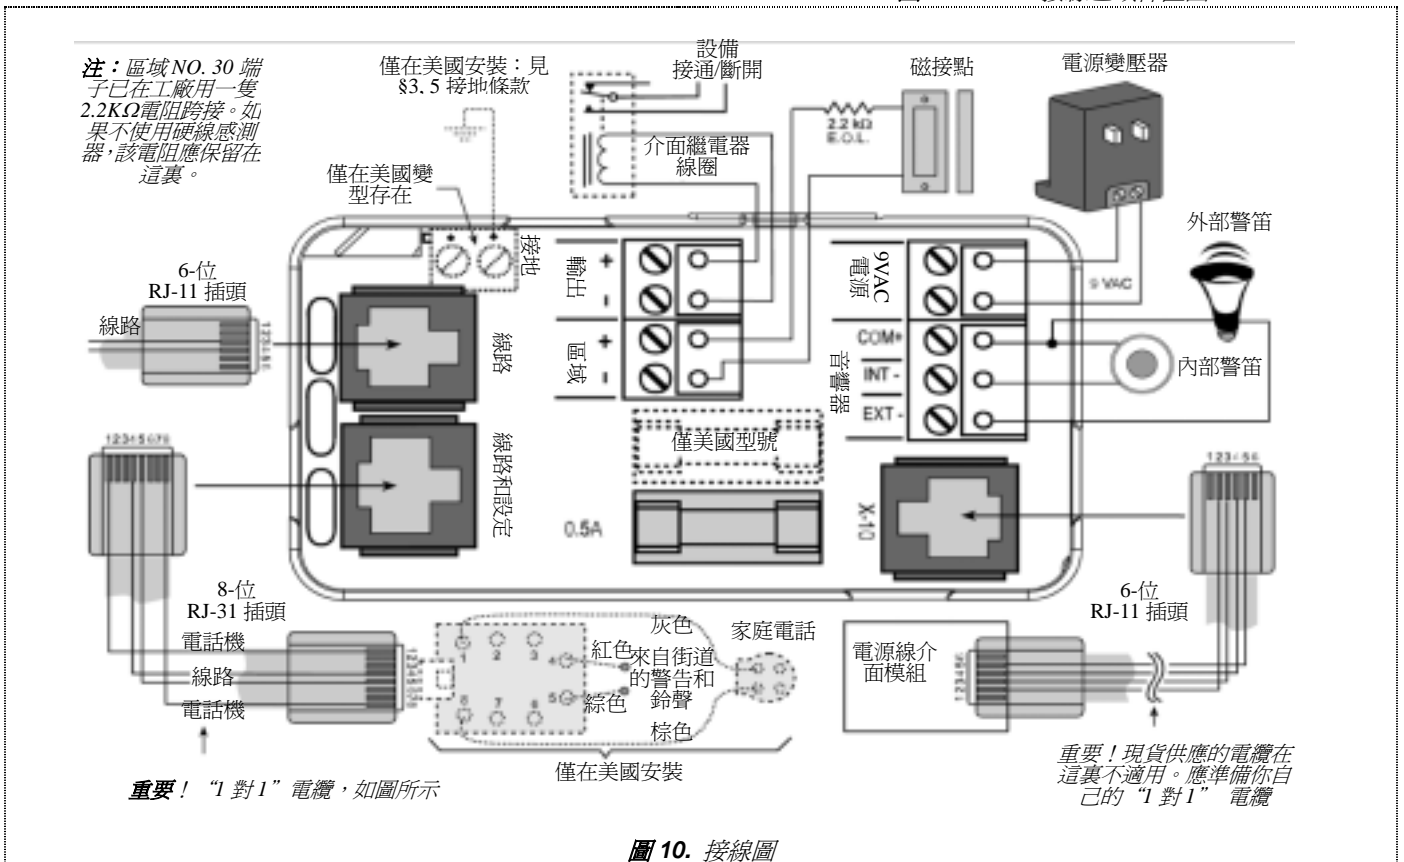 注：區域 NO. 30 端
子已在工廠用一隻
2.2KΩ電阻跨接。如
果不使用硬線感測
器，該電阻應保留在
這裏。
僅在美國安裝：見
§3, 5 接地條款
設備
接通/斷開
磁接點
電源變壓器
2.2 kΩ
E.O.L.
介面繼電器
線圈
僅在美國變
型存在
外部警笛
接地
輸出
+
-
9VAC
電源
9 VAC
6-位
RJ-11 插頭
線路
123456
線路
區域
+
-
COM+
INT -
EXT -
音響器
內部警笛
僅美國型號
12345678
線路和設定
0.5A
X-10
123456
8-位
RJ-31 插頭
6-位
RJ-11 插頭
電話機
線路
電話機
12345678
1
2
3
4
5
6
7
8
灰色
紅色
來自街道
的警告和
鈴聲
綜色
棕色
家庭電話
電源線介
面模組
123456
僅在美國安裝
重要！“1 對 1”電纜，如圖所示
重要！現貨供應的電纜在
這裏不適用。應準備你自
己的“1 對 1” 電纜
圖 10. 接線圖